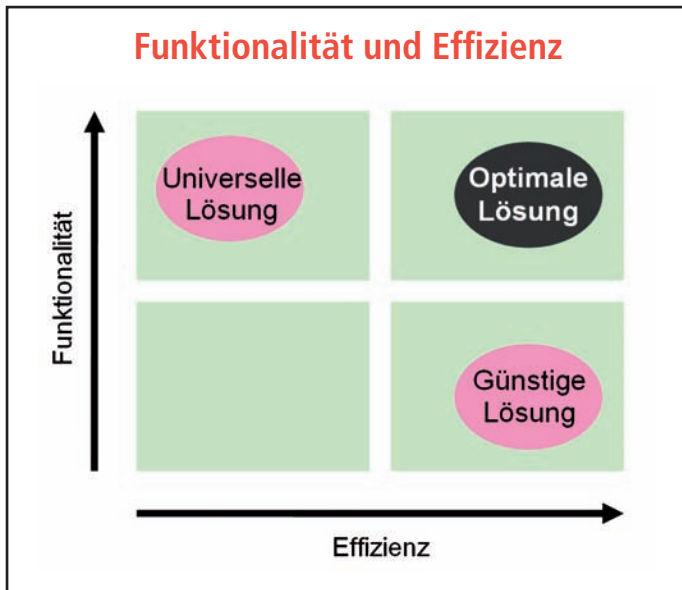 Funktionalität und Effizienz
Universelle
Lösung
Optimale
Lösung
Funktionalität
Günstige
Lösung
Effizienz